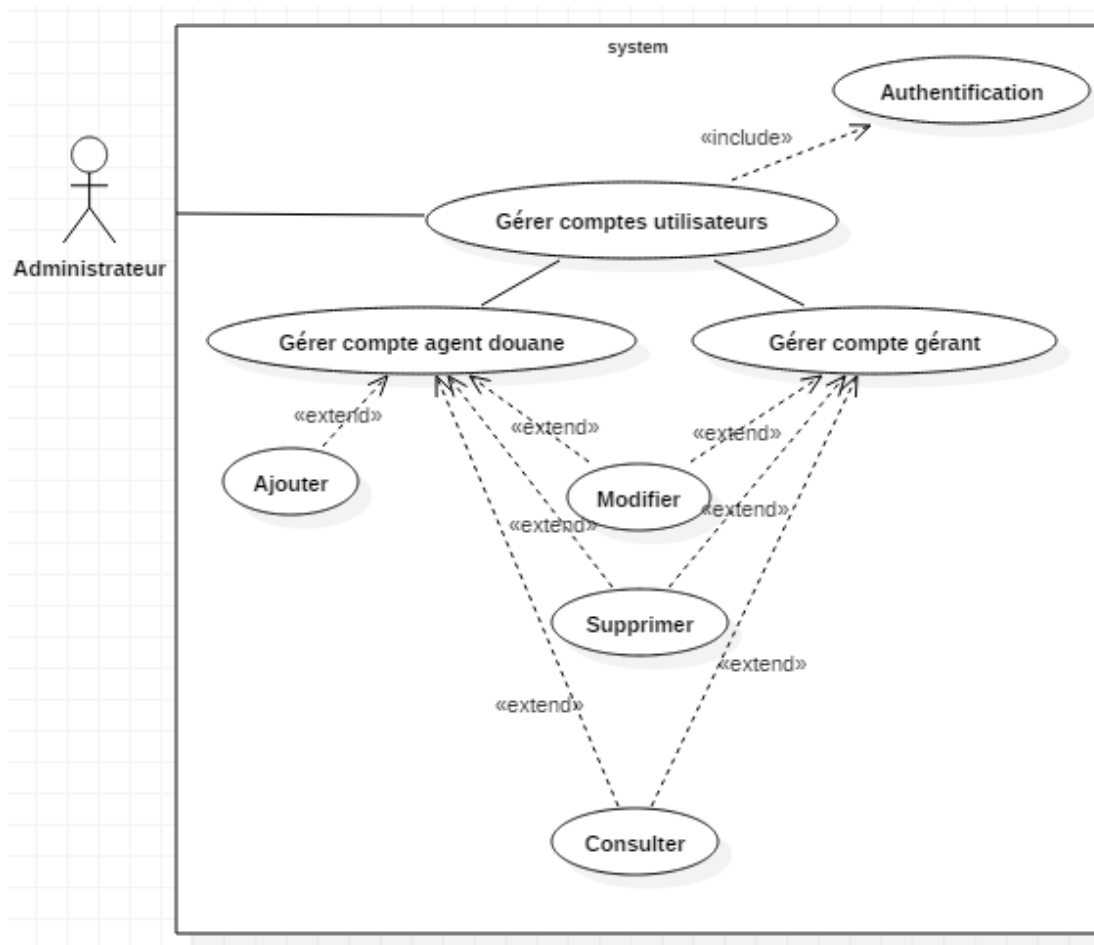 system
Authentification
«include»
Gérer comptes utilisateurs
Administrateur
Gérer compte agent douane
Gérer compte gérant
«extend»
«extend»
«extend»
Ajouter
Modifier
«extend»
«extend»
Supprimer
«extend»
«extend»
Consulter